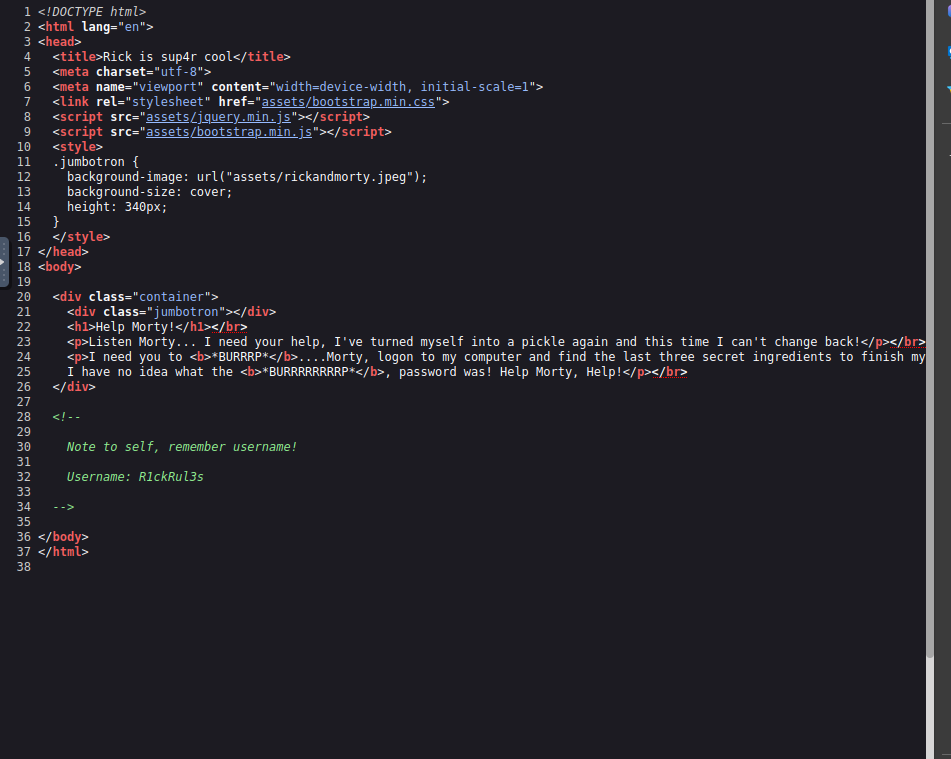 1 <!DOCTYPE html>
2 <html lang="en">
3 <head>
4   <title>Rick is sup4r cool</title>
5   <meta charset="utf-8">
6   <meta name="viewport" content="width=device-width, initial-scale=1">
7   <link rel="stylesheet" href="assets/bootstrap.min.css">
8   <script src="assets/jquery.min.js"></script>
9   <script src="assets/bootstrap.min.js"></script>
10   <style>
11   .jumbotron {
12     background-image: url("assets/rickandmorty.jpeg");
13     background-size: cover;
14     height: 340px;
15   }
16   </style>
17 </head>
18 <body>
19
20   <div class="container">
21     <div class="jumbotron"></div>
22     <h1>Help Morty!</h1></br>
23     <p>Listen Morty... I need your help, I've turned myself into a pickle again and this time I can't change back!</p></br>
24     <p>I need you to <b>*BURRRP*</b>....Morty, logon to my computer and find the last three secret ingredients to finish my
25     I have no idea what the <b>*BURRRRRRRRP*</b>, password was! Help Morty, Help!</p></br>
26   </div>
27
28   <!--
29
30     Note to self, remember username!
31
32     Username: R1ckRul3s
33
34   -->
35
36 </body>
37 </html>
38